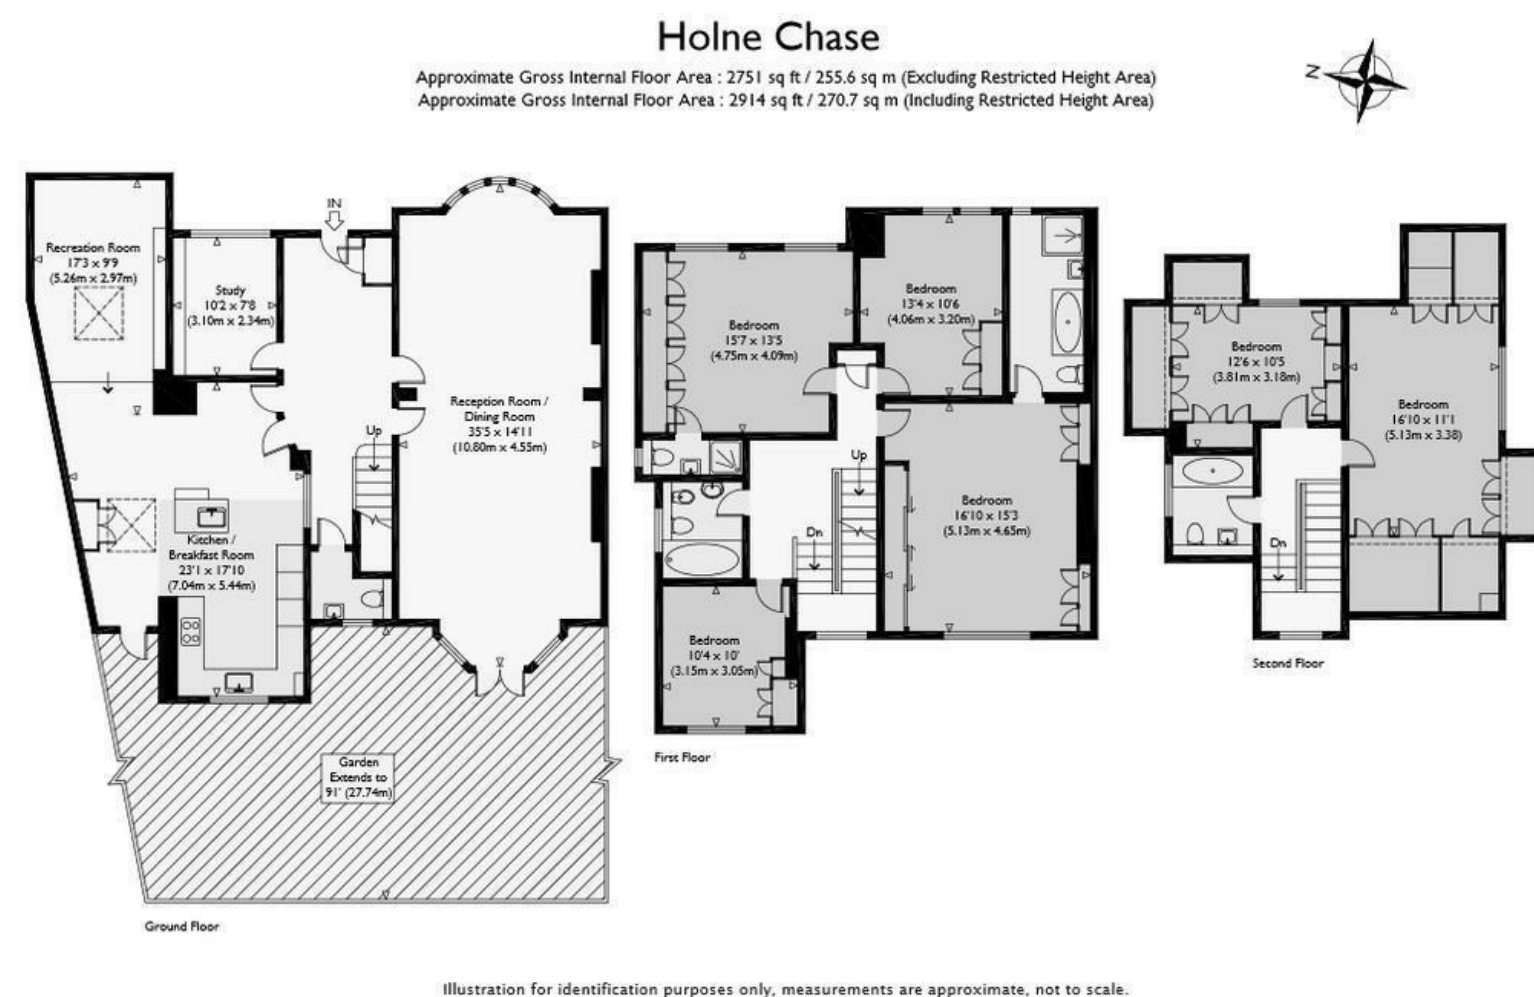 Holne Chase
Approximate Gross Internal Floor Area : 2751 sq ft / 255.6 sq m (Excluding Restricted Height Area)
Approximate Gross Internal Floor Area : 2914 sq ft / 270.7 sq m (Including Restricted Height Area)
N
IN
Recreation Room
17'3 x 9'9
(5.26m x 2.97m)
Study
10'2 x 7'8
(3.10m x 2.34m)
Reception Room /
Dining Room
35'5 x 14'11
(10.80m x 4.55m)
Up
Kitchen /
Breakfast Room
23'1 x 17'10
(7.04m x 5.44m)
Garden
Extends to
91' (27.74m)
Ground Floor
Bedroom
15'7 x 13'5
(4.75m x 4.09m)
Bedroom
13'4 x 10'6
(4.06m x 3.20m)
Up
Dn
Bedroom
16'10 x 15'3
(5.13m x 4.65m)
Bedroom
10'4 x 10'
(3.15m x 3.05m)
First Floor
Bedroom
12'6 x 10'5
(3.81m x 3.18m)
Bedroom
16'10 x 11'1
(5.13m x 3.38)
Dn
Second Floor
Illustration for identification purposes only, measurements are approximate, not to scale.